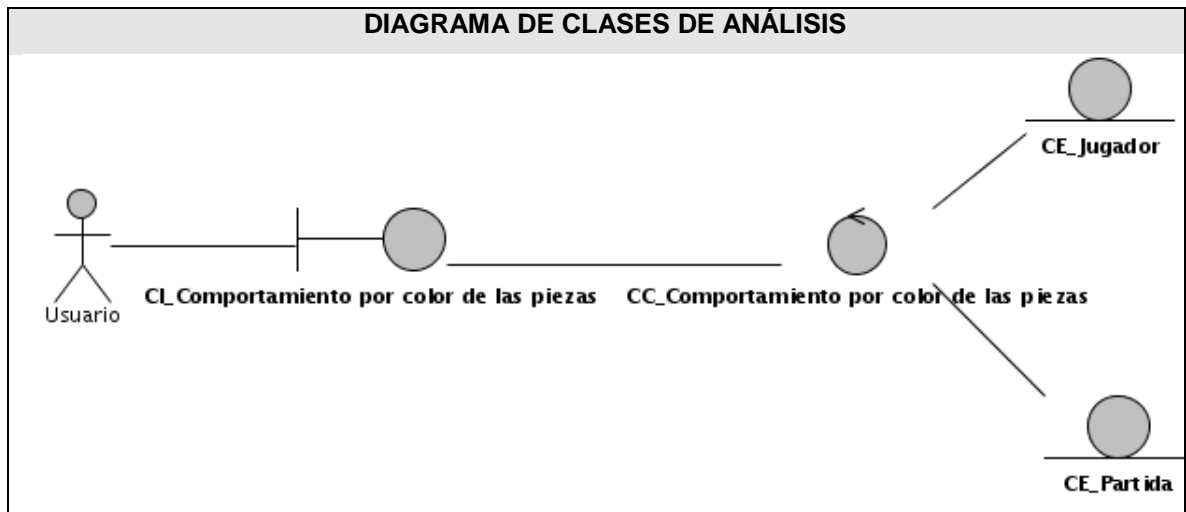 DIAGRAMA DE CLASES DE ANÁLISIS
CE_Jugador
CI_Comportamiento por color de las piezas
CC_Comportamiento por color de las piezas
Usuario
CE_Partida